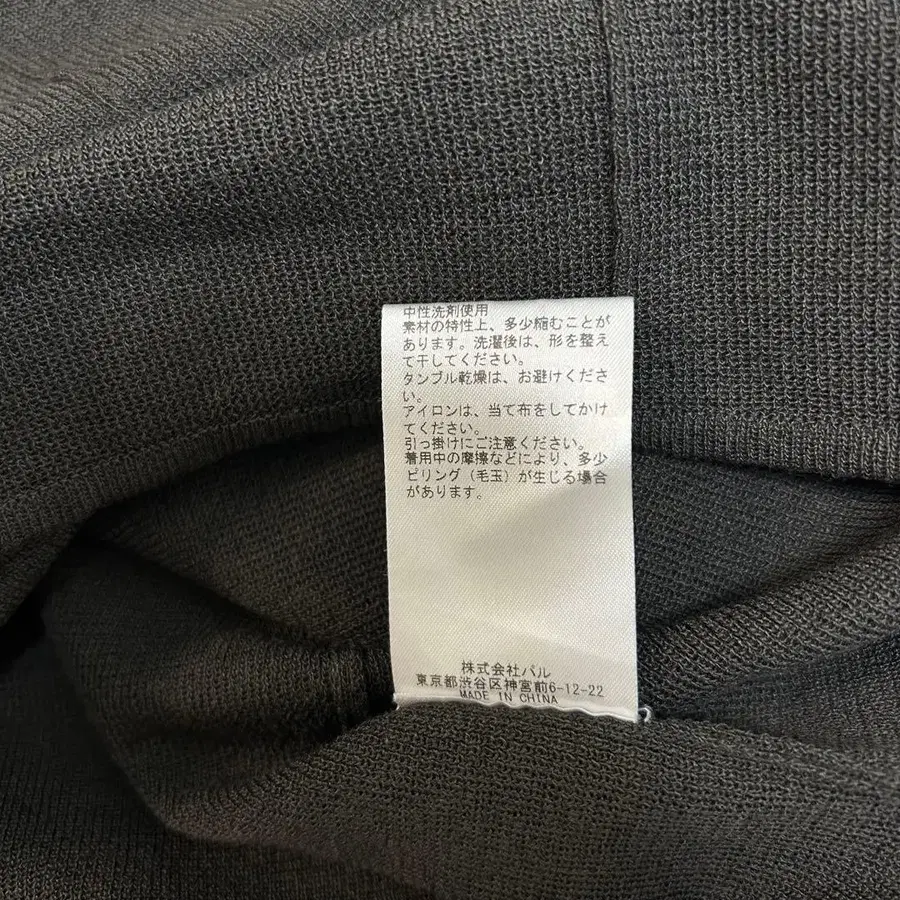 中性洗剤使用
素材の特性上、多少縮むことが
あります。洗濯後は、形を整え
て干してください。
タンブル乾燥は、お避けくださ
い。
アイロンは、当て布をしてかけ
てください。
引っ掛けにご注意ください。
着用中の摩擦などにより、多少
ピリング（毛玉）が生じる場合
があります。
株式会社パル
東京都渋谷区神宮前6-12-22
MADE IN CHINA